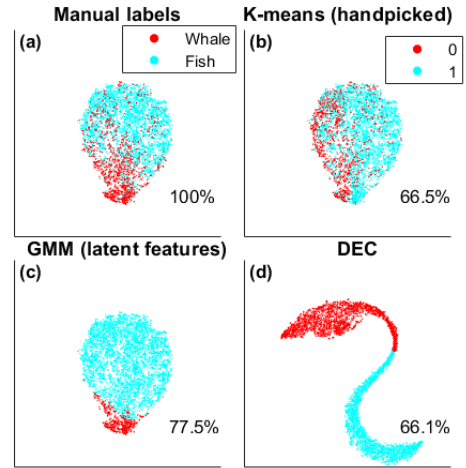 Manual labels
(a)
Whale
Fish
100%
K-means (handpicked)
(b)
0
1
66.5%
GMM (latent features)
(c)
77.5%
DEC
(d)
66.1%